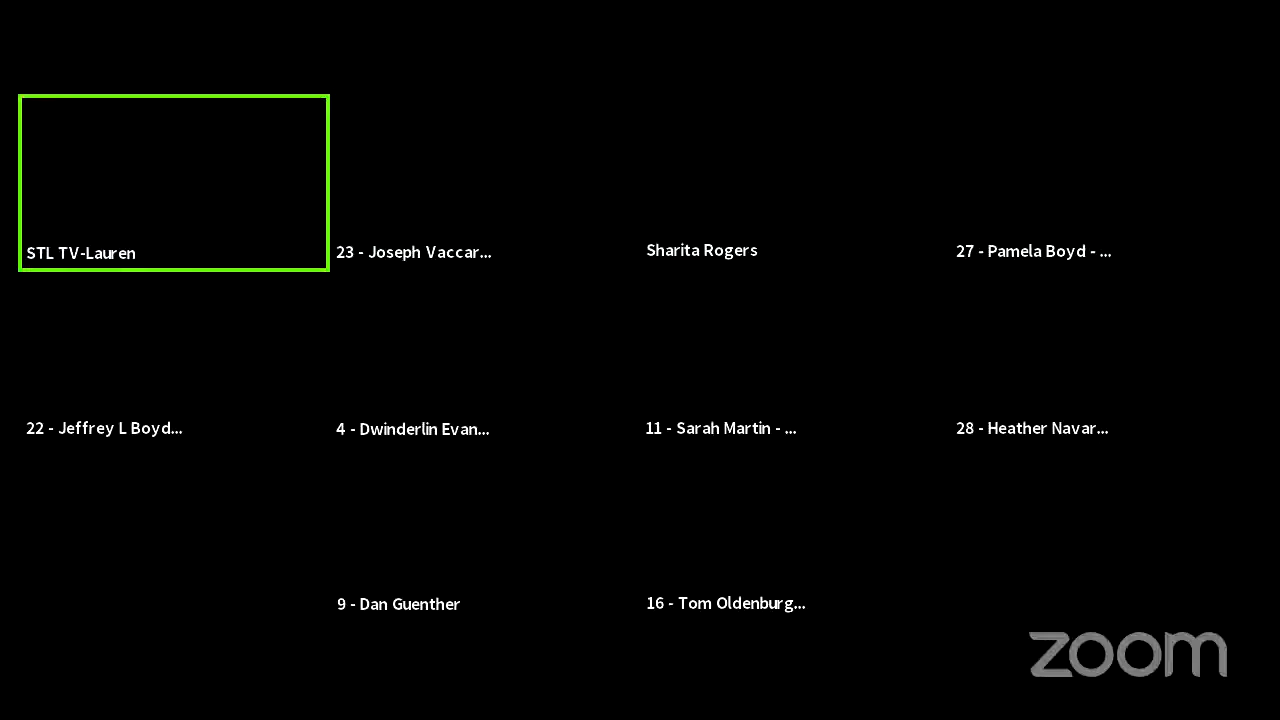 STL TV-Lauren
23 - Joseph Vaccar...
Sharita Rogers
27 - Pamela Boyd - ...
22 - Jeffrey L Boyd...
4 - Dwinderlin Evan...
11 - Sarah Martin - ...
28 - Heather Navar...
9 - Dan Guenther
16 - Tom Oldenburg...
zoom